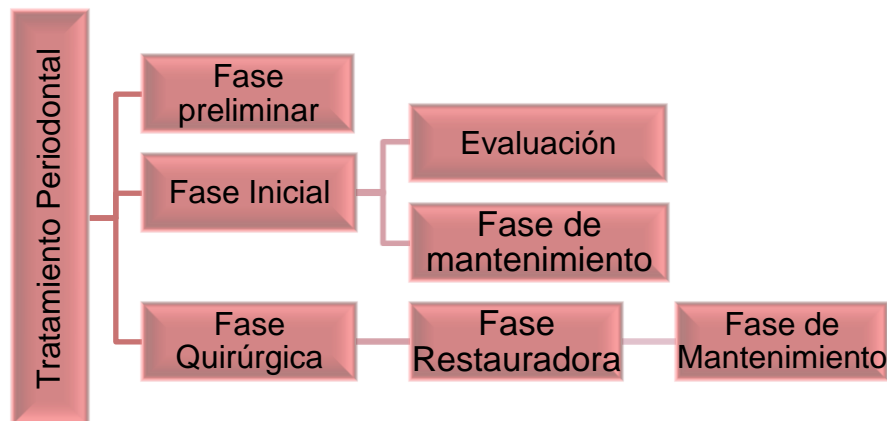 Tratamiento Periodontal
Fase
preliminar
Fase Inicial
Evaluación
Fase de
mantenimiento
Fase
Quirúrgica
Fase
Restauradora
Fase de
Mantenimiento